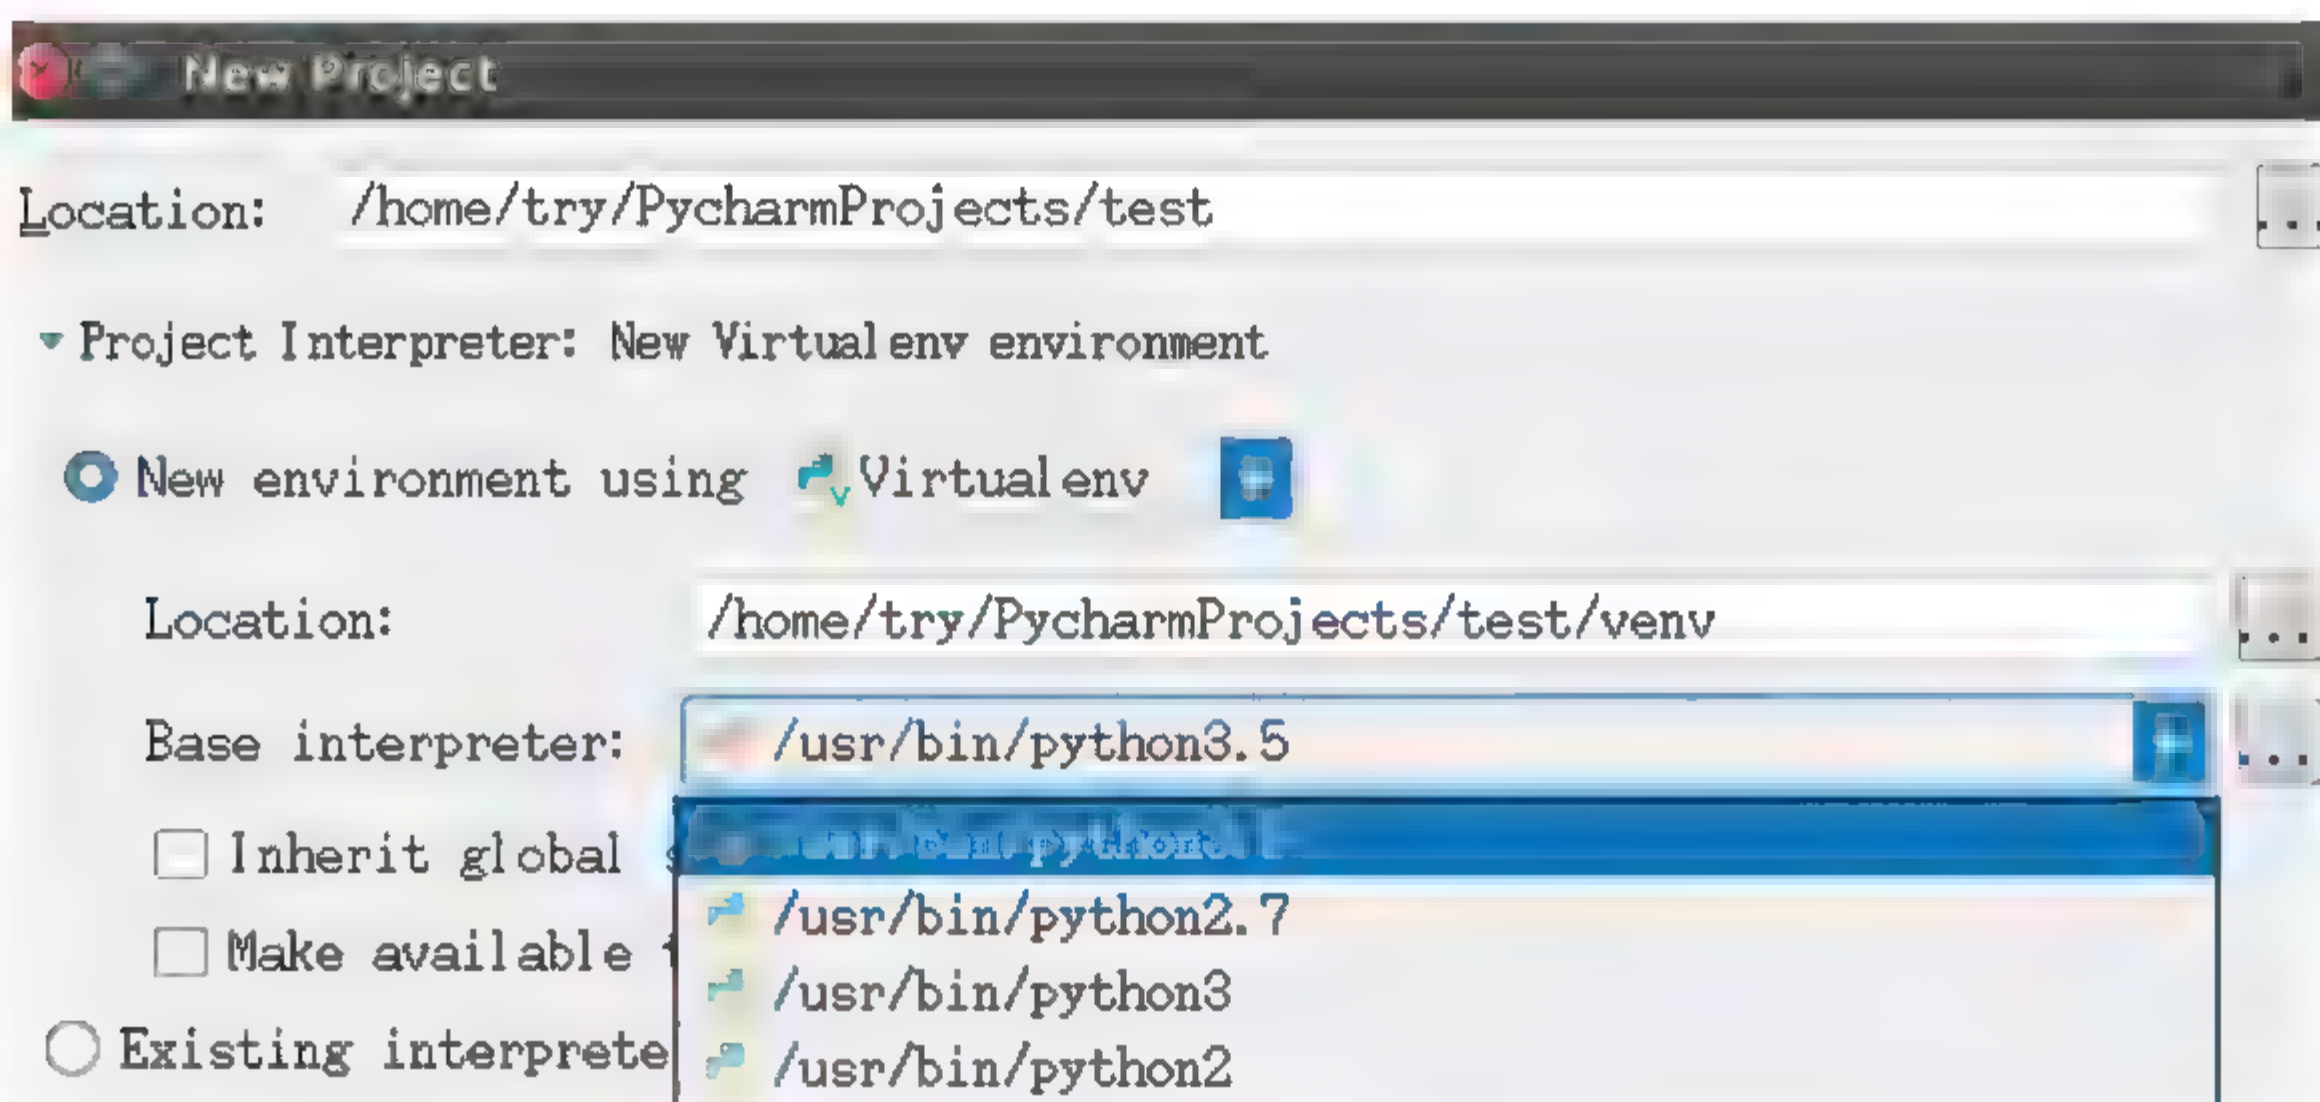 New Project
Location: /home/try/PycharmProjects/test ...
Project Interpreter: New Virtualenv environment
New environment using Virtualenv
Location: /home/try/PycharmProjects/test/venv ...
Base interpreter: /usr/bin/python3.5 ...
Inherit global
/usr/bin/python2.7
Make available
/usr/bin/python3
Existing interprete
/usr/bin/python2